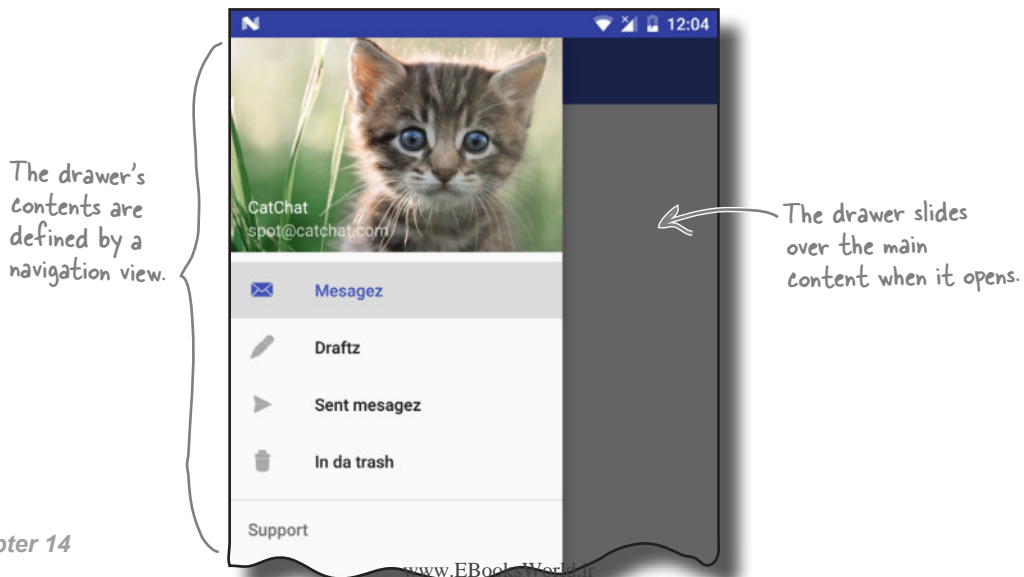 12:04
The drawer's
contents are
defined by a
navigation view.
CatChat
spot@catchat.com
The drawer slides
over the main
content when it opens.
Mesagez
Draftz
Sent mesagez
In da trash
Support
pter 14
www.EBooksWorld.ir